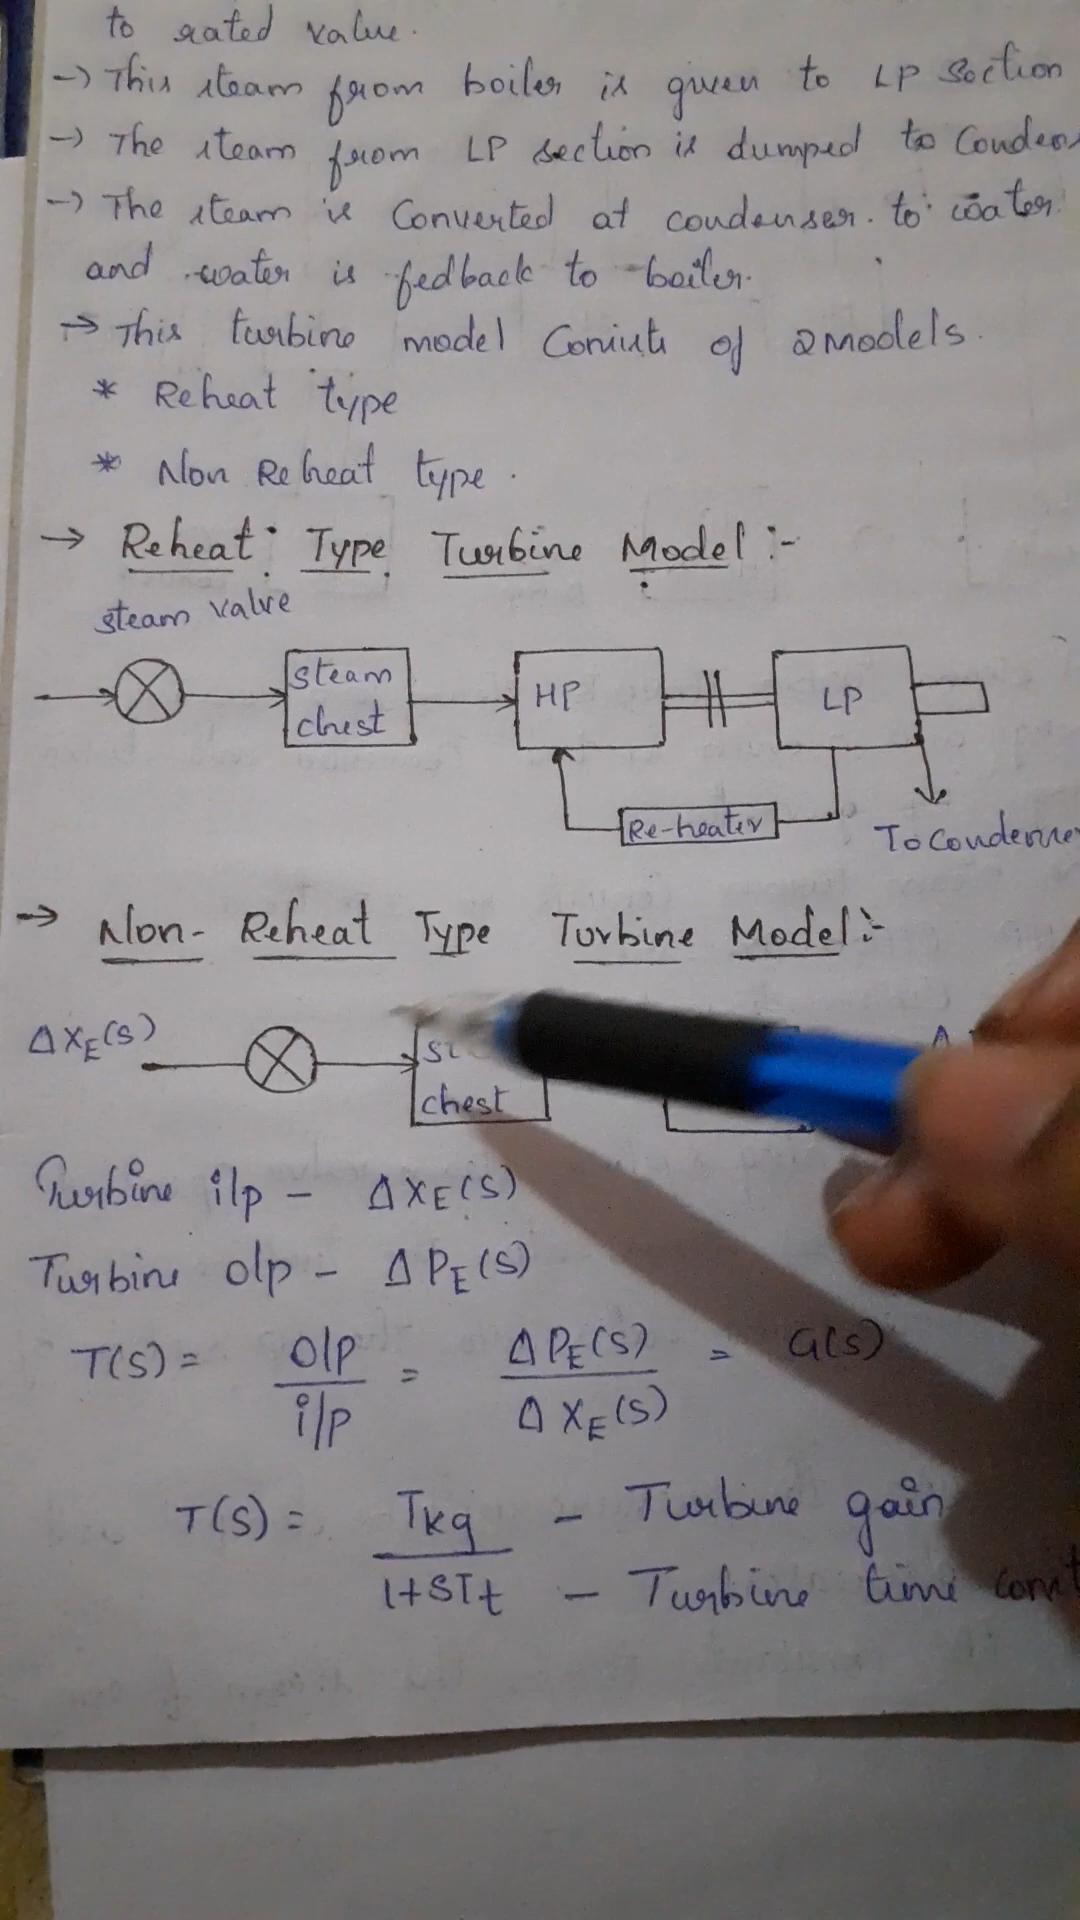 to rated value.
-> This steam from boiler is given to LP Section
-> The steam from LP section is dumped to
-> The steam is Converted at condenser. to water
and water is fedback to boiler.
-> This turbine model Consists of 2 models.
* Reheat type
* Non Reheat type.
-> Reheat Type Turbine Model :-
steam valve
steam
chest
HP
LP
Re-heater
To Condenser
-> Non- Reheat Type Turbine Model :-
ΔXE(s)
chest
Turbine i/p - ΔXE(s)
Turbine o/p - ΔPE(s)
T(s) = O/P / i/p = ΔPE(s) / ΔXE(s) = G(s)
T(s) = Tkg / 1+STt - Turbine gain
- Turbine time